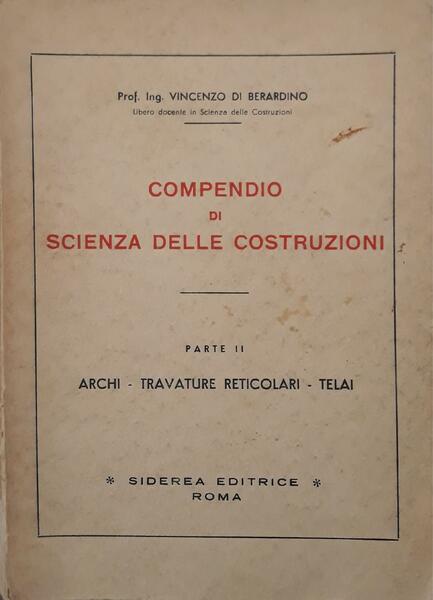 Prof. Ing. VINCENZO DI BERARDINO
Libero docente in Scienza delle Costruzioni
COMPENDIO
DI
SCIENZA DELLE COSTRUZIONI
PARTE II
ARCHI - TRAVATURE RETICOLARI - TELAI
* SIDEREA EDITRICE *
ROMA